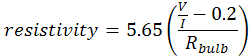 resistivity = 5.65 ( (V/I − 0.2) / R_bulb )